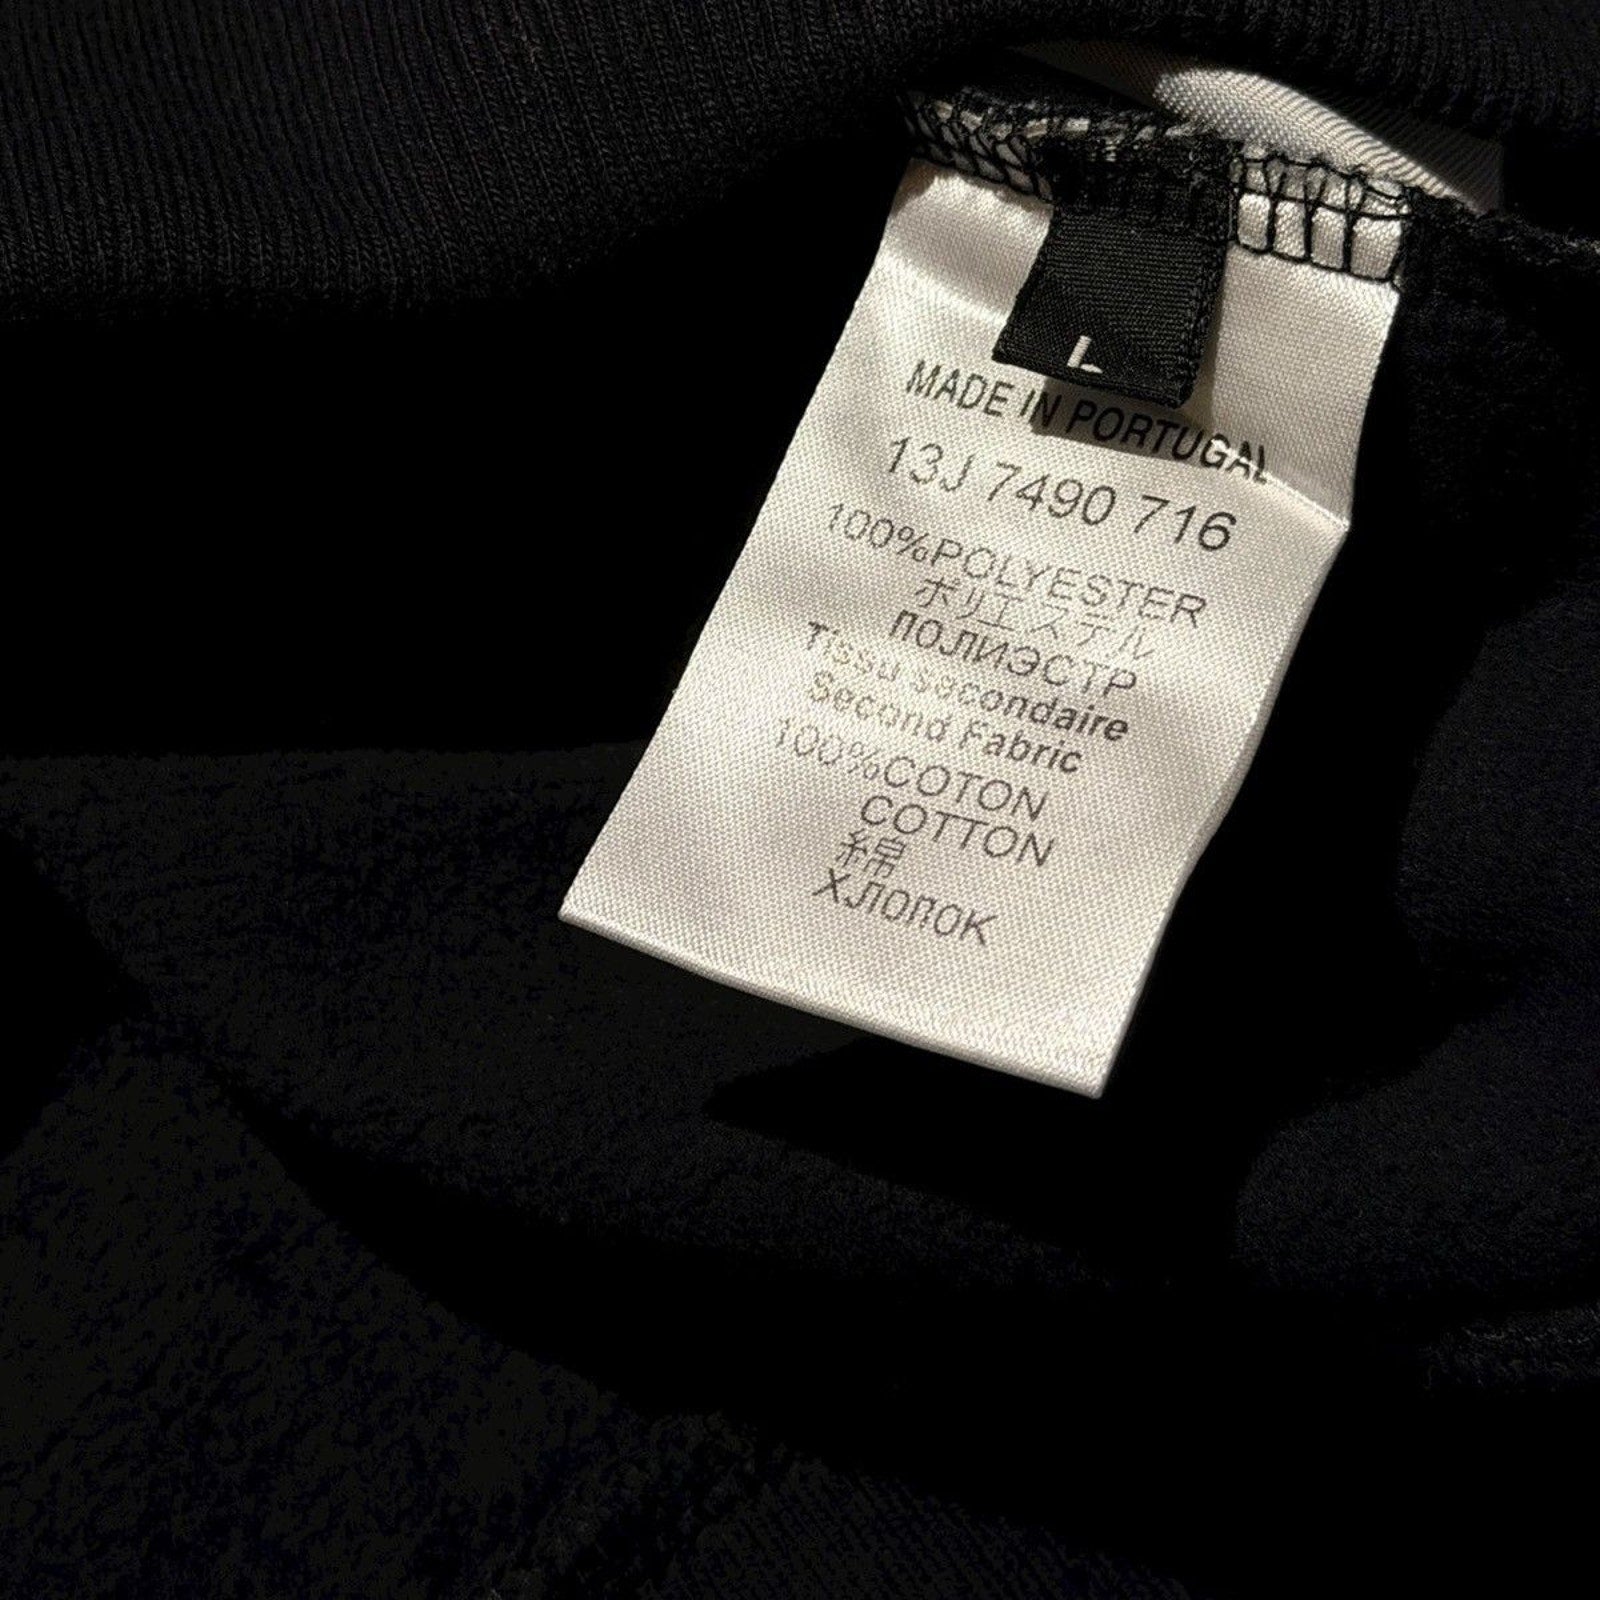 L
MADE IN PORTUGAL
13J 7490 716
100%POLYESTER
ポリエステル
ПОЛИЭСТР
Tissu secondaire
Second Fabric
100%COTON
COTTON
綿
ХЛОПОК